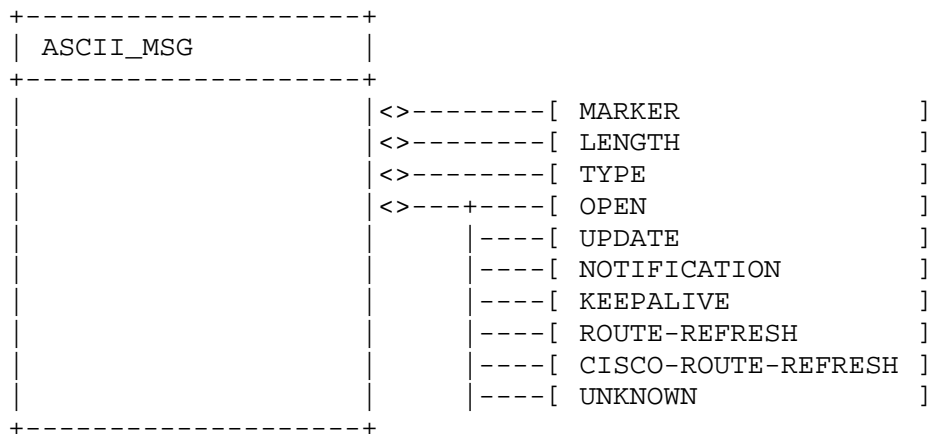 +--------------------+
| ASCII_MSG          |
+--------------------+
|                    |<>--------[ MARKER              ]
|                    |<>--------[ LENGTH              ]
|                    |<>--------[ TYPE                ]
|                    |<>---+----[ OPEN                ]
|                    |     |----[ UPDATE              ]
|                    |     |----[ NOTIFICATION        ]
|                    |     |----[ KEEPALIVE           ]
|                    |     |----[ ROUTE-REFRESH       ]
|                    |     |----[ CISCO-ROUTE-REFRESH ]
|                    |     |----[ UNKNOWN             ]
+--------------------+